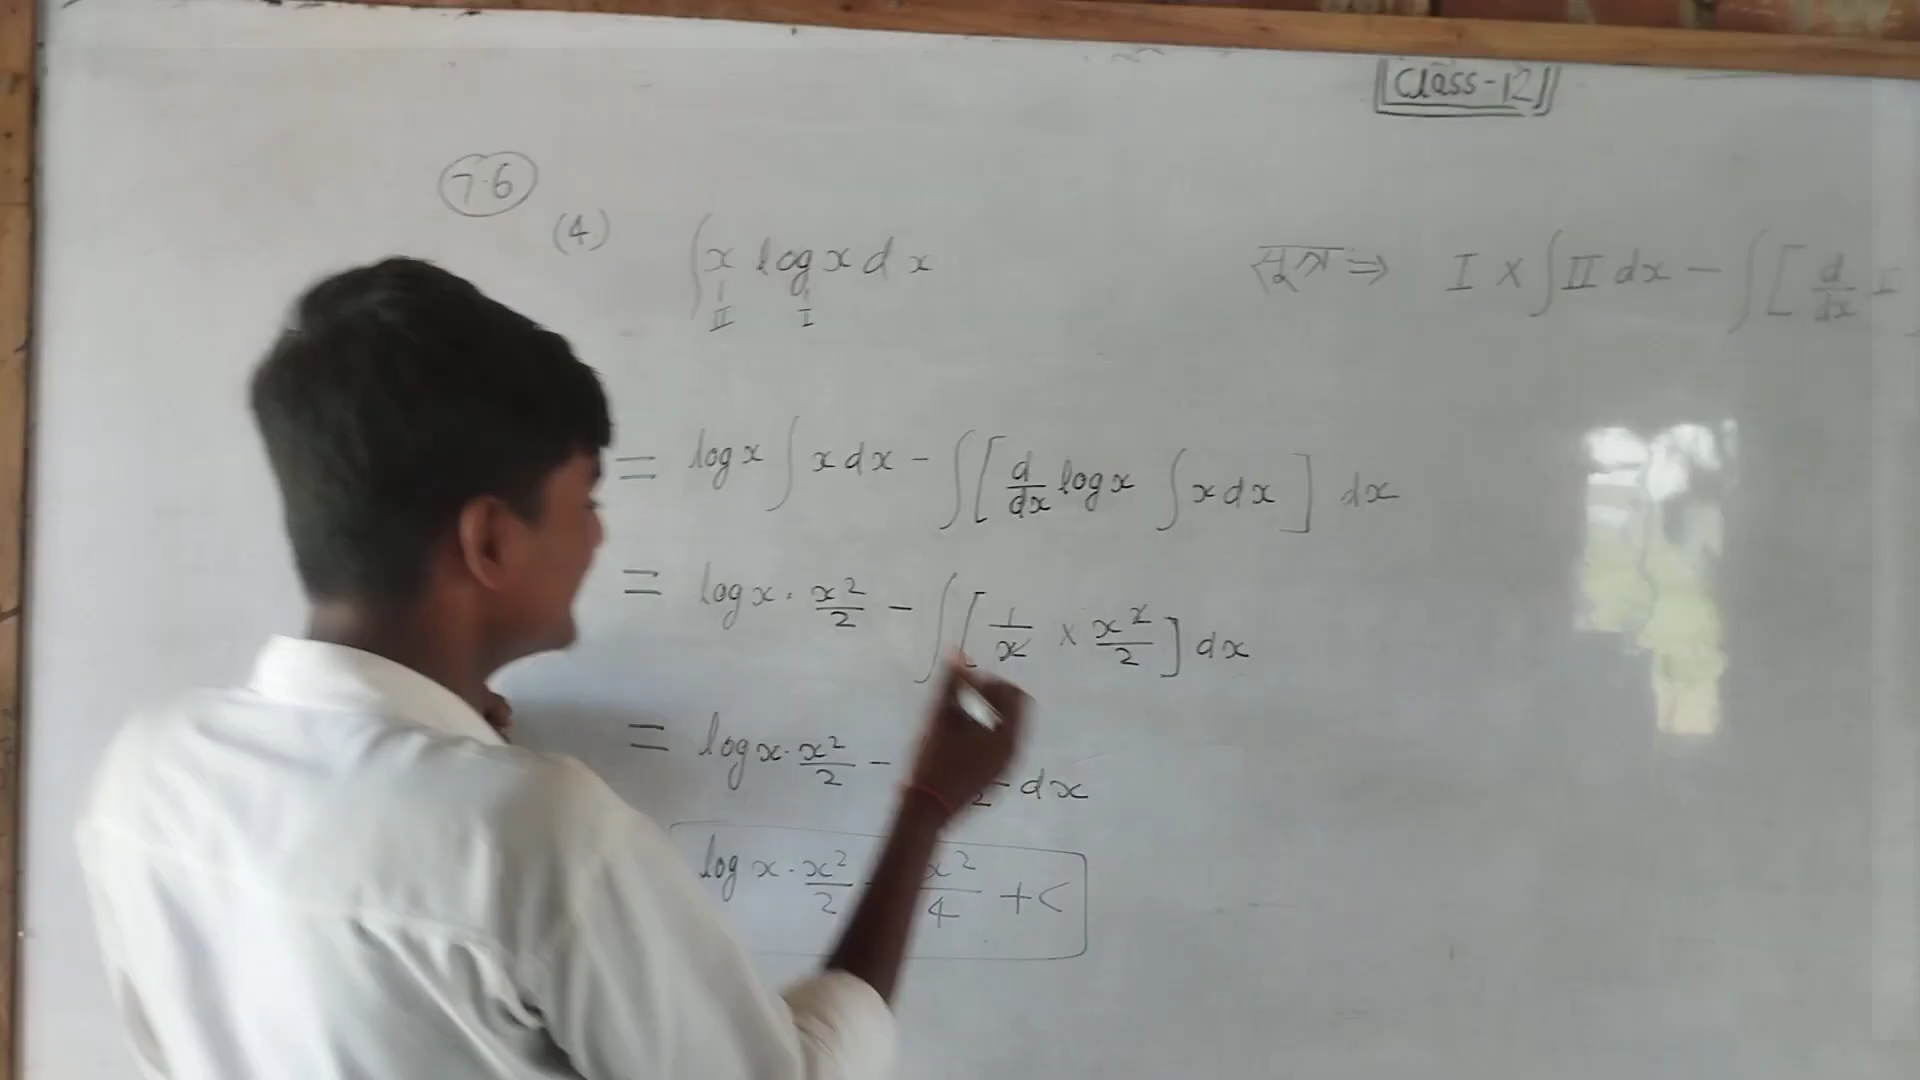 Class-12
7.6
(4) ∫ x log x dx
II I
सूत्र ⇒ I × ∫ II dx - ∫ [ d/dx I
= log x ∫ x dx - ∫ [ d/dx log x ∫ x dx ] dx
= log x · x²/2 - ∫ [ 1/x × x²/2 ] dx
= log x · x²/2 - 2 dx
log x · x²/2 x²/4 + C